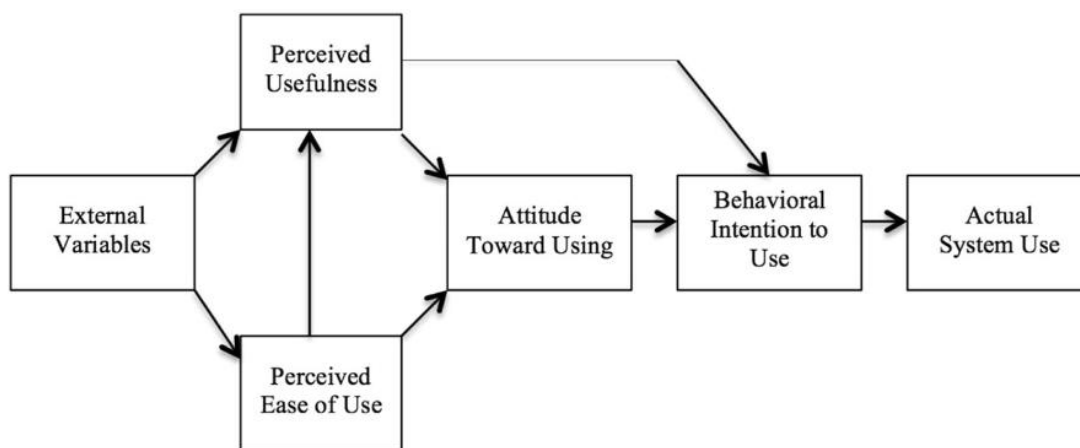 Perceived
Usefulness
External
Variables
Attitude
Toward Using
Behavioral
Intention to
Use
Actual
System Use
Perceived
Ease of Use